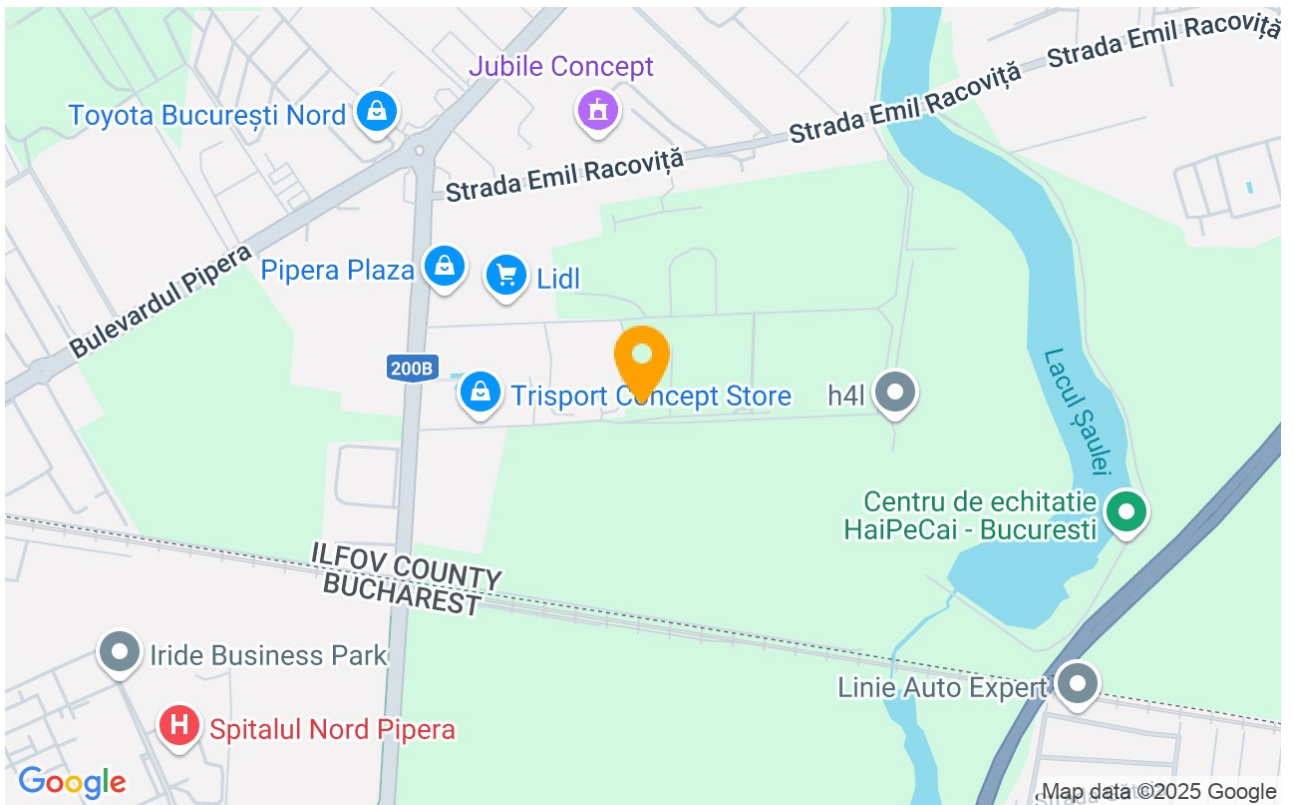 Strada Emil Racoviță
Jubile Concept
Toyota București Nord
Strada Emil Racoviță
Strada Emil Racoviță
Bulevardul Pipera
Pipera Plaza
Lidl
200B
Trisport Concept Store
h4l
Lacul Șaulei
Centru de echitatie
HaiPeCai - Bucuresti
ILFOV COUNTY
BUCHAREST
Iride Business Park
Linie Auto Expert
Spitalul Nord Pipera
Google
Map data ©2025 Google